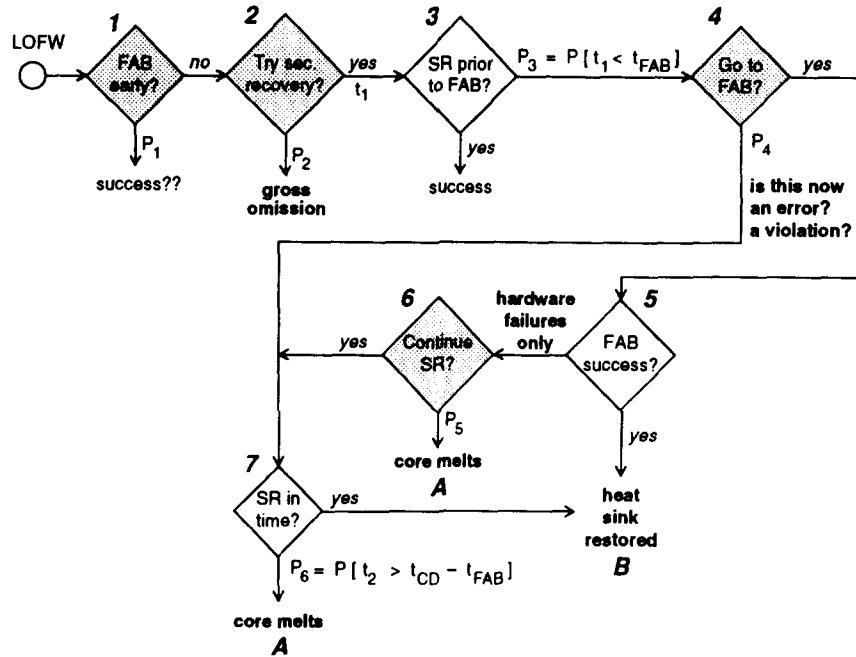 LOFW
1
FAB
early?
no
P1
success??
2
Try sec.
recovery?
yes
t1
P2
gross
omission
3
SR prior
to FAB?
yes
success
P3 = P [ t1 < tFAB ]
4
Go to
FAB?
yes
P4
is this now
an error?
a violation?
5
FAB
success?
yes
heat
sink
restored
B
hardware
failures
only
6
Continue
SR?
yes
P5
core melts
A
7
SR in
time?
yes
P6 = P [ t2 > tCD – tFAB ]
core melts
A